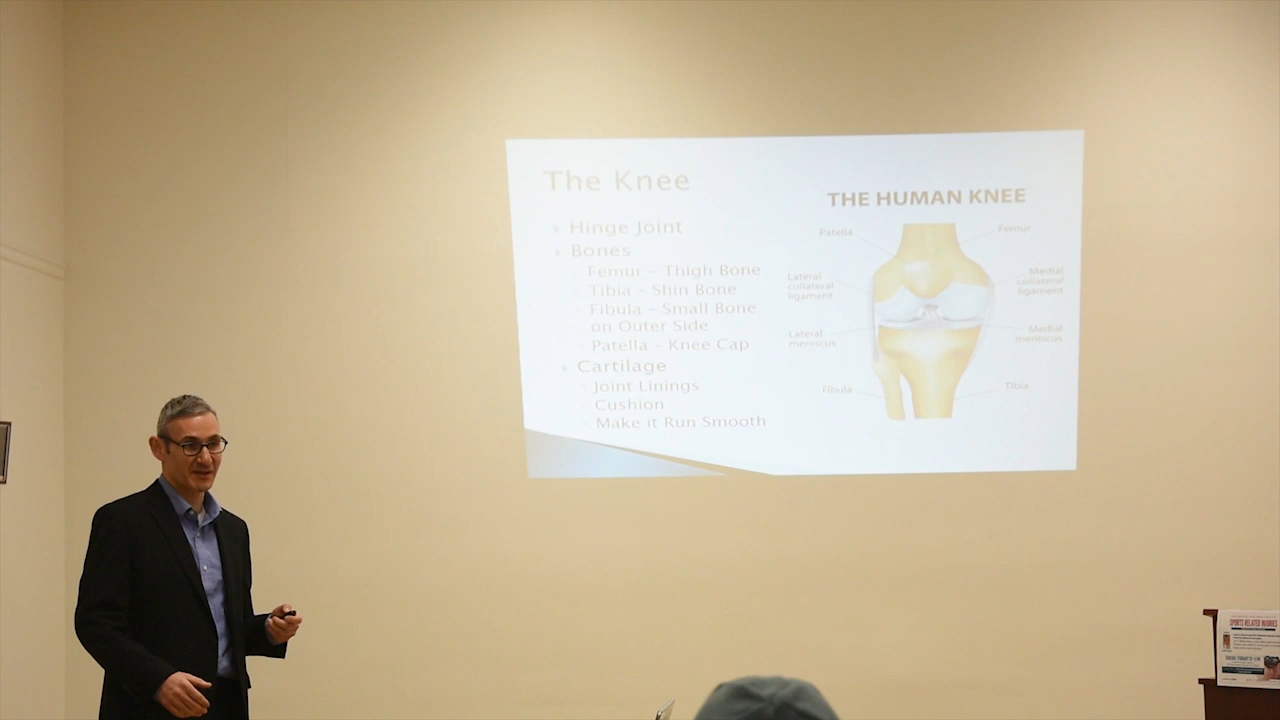 The Knee
Hinge Joint
Bones
Femur - Thigh Bone
Tibia - Shin Bone
Fibula - Small Bone
on Outer Side
Patella - Knee Cap
Cartilage
Joint Linings
Cushion
Make it Run Smooth
THE HUMAN KNEE
Patella
Femur
Lateral
collateral
ligament
Medial
collateral
ligament
Lateral
meniscus
Medial
meniscus
Fibula
Tibia
SPORTS RELATED INJURIES